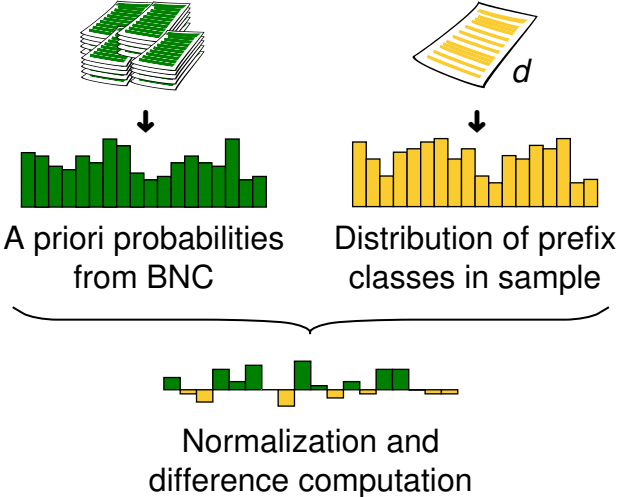 d
A priori probabilities
from BNC
Distribution of prefix
classes in sample
Normalization and
difference computation